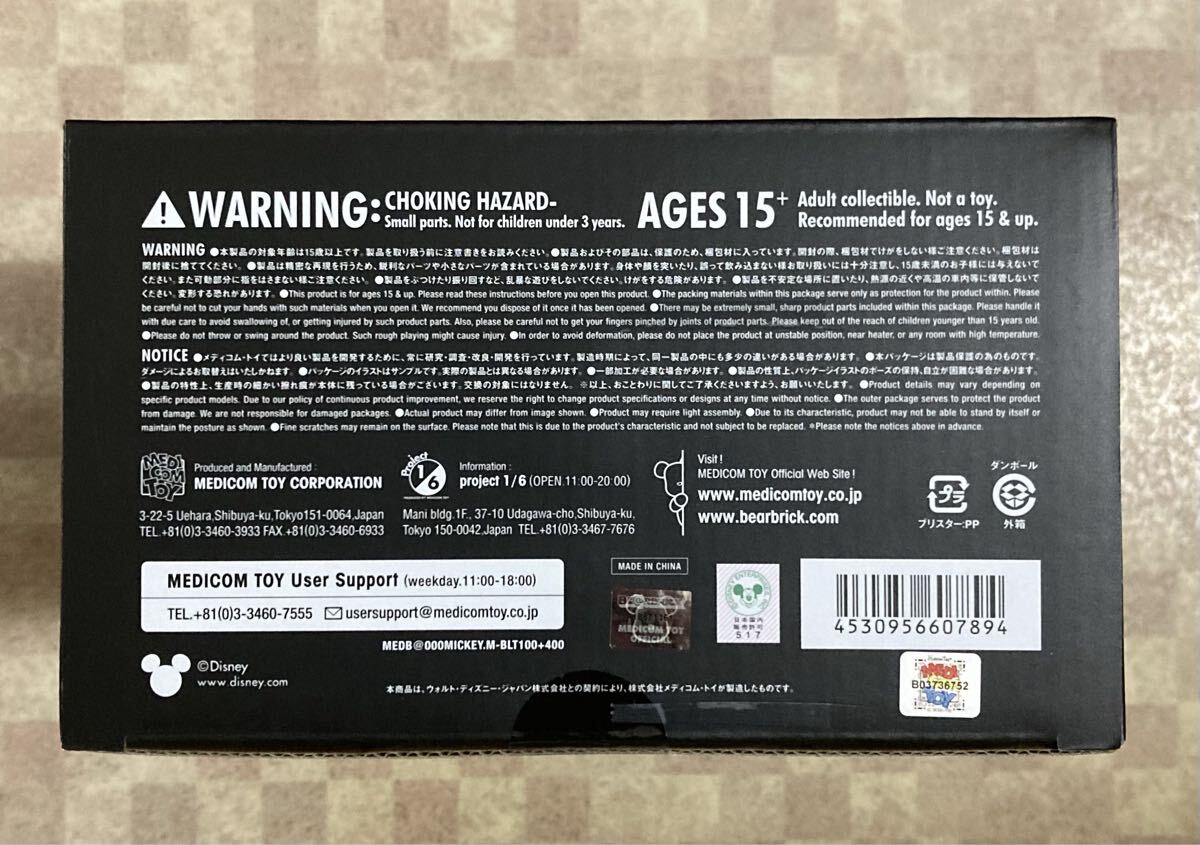 WARNING: CHOKING HAZARD-
Small parts. Not for children under 3 years.
AGES 15+ Adult collectible. Not a toy.
Recommended for ages 15 & up.
WARNING ●本製品の対象年齢は15歳以上です。製品を取り扱う前に注意書きをお読みください。●製品およびその部品は、保護のため、梱包材に入っています。開封の際、梱包材でけがをしない様ご注意ください。梱包材は
開封後に捨ててください。●製品は精密な再現を行うため、鋭利なパーツや小さなパーツが含まれている場合があります。身体や顔を突いたり、誤って飲み込まない様お取り扱いには十分注意し、15歳未満のお子様には与えないで
ください。また可動部分に指をはさまない様ご注意ください。●製品をぶつけたり振り回すなど、乱暴な遊びをしないでください。けがをする危険があります。●製品を不安定な場所に置いたり、熱源の近くや高温の車内等に保管しない
ください。変形する恐れがあります。●This product is for ages 15 & up. Please read these instructions before you open this product. ●The packing materials within this package serve only as protection for the product within. Please
be careful not to cut your hands with such materials when you open it. We recommend you dispose of it once it has been opened. ●There may be extremely small, sharp product parts included within this package. Please handle it
with due care to avoid swallowing of, or getting injured by such product parts. Also, please be careful not to get your fingers pinched by joints of product parts. Please keep out of the reach of children younger than 15 years old.
●Please do not throw or swing around the product. Such rough playing might cause injury. ●In order to avoid deformation, please do not place the product at unstable position, near heater, or any room with high temperature.
NOTICE ●メディコム・トイではより良い製品を開発するために、常に研究・調査・改良・開発を行っています。製造時期によって、同一製品の中にも多少の違いがある場合があります。●本パッケージは製品保護の為のものです。
ダメージによるお取替えはいたしかねます。●パッケージのイラストはサンプルです。実際の製品とは異なる場合があります。●一部加工が必要な場合があります。●製品の性質上、パッケージイラストのポーズの保持、自立が困難な場合があります。
●製品の特性上、生産時の細かい擦れ痕が本体に残っている場合がございます。交換の対象にはなりません。※以上、おことわりに関してご了承くださいますよう、お願いいたします。●Product details may vary depending on
specific product models. Due to our policy of continuous product improvement, we reserve the right to change product specifications or designs at any time without notice. ●The outer package serves to protect the product
from damage. We are not responsible for damaged packages. ●Actual product may differ from image shown. ●Product may require light assembly. ●Due to its characteristic, product may not be able to stand by itself or
maintain the posture as shown. ●Fine scratches may remain on the surface. Please note that this is due to the product's characteristic and not subject to be replaced. *Please note the notices above in advance.
MEDI COM TOY
Produced and Manufactured :
MEDICOM TOY CORPORATION
3-22-5 Uehara,Shibuya-ku,Tokyo151-0064,Japan
TEL.+81(0)3-3460-3933 FAX.+81(0)3-3460-6933
Project 1/6
Information :
project 1/6 (OPEN.11:00-20:00)
Mani bldg.1F., 37-10 Udagawa-cho,Shibuya-ku,
Tokyo 150-0042,Japan TEL.+81(0)3-3467-7676
Visit !
MEDICOM TOY Official Web Site !
www.medicomtoy.co.jp
www.bearbrick.com
プラ
ブリスター:PP
ダンボール
外箱
MEDICOM TOY User Support (weekday.11:00-18:00)
TEL.+81(0)3-3460-7555 usersupport@medicomtoy.co.jp
MEDB@000MICKEY.M-BLT100+400
MADE IN CHINA
MEDICOM TOY
OFFICIAL
日本国内
販売許可
517
4530956607894
©Disney
www.disney.com
本商品は、ウォルト・ディズニー・ジャパン株式会社との契約により、株式会社メディコム・トイが製造したものです。
MEDI
B03736752
TOY